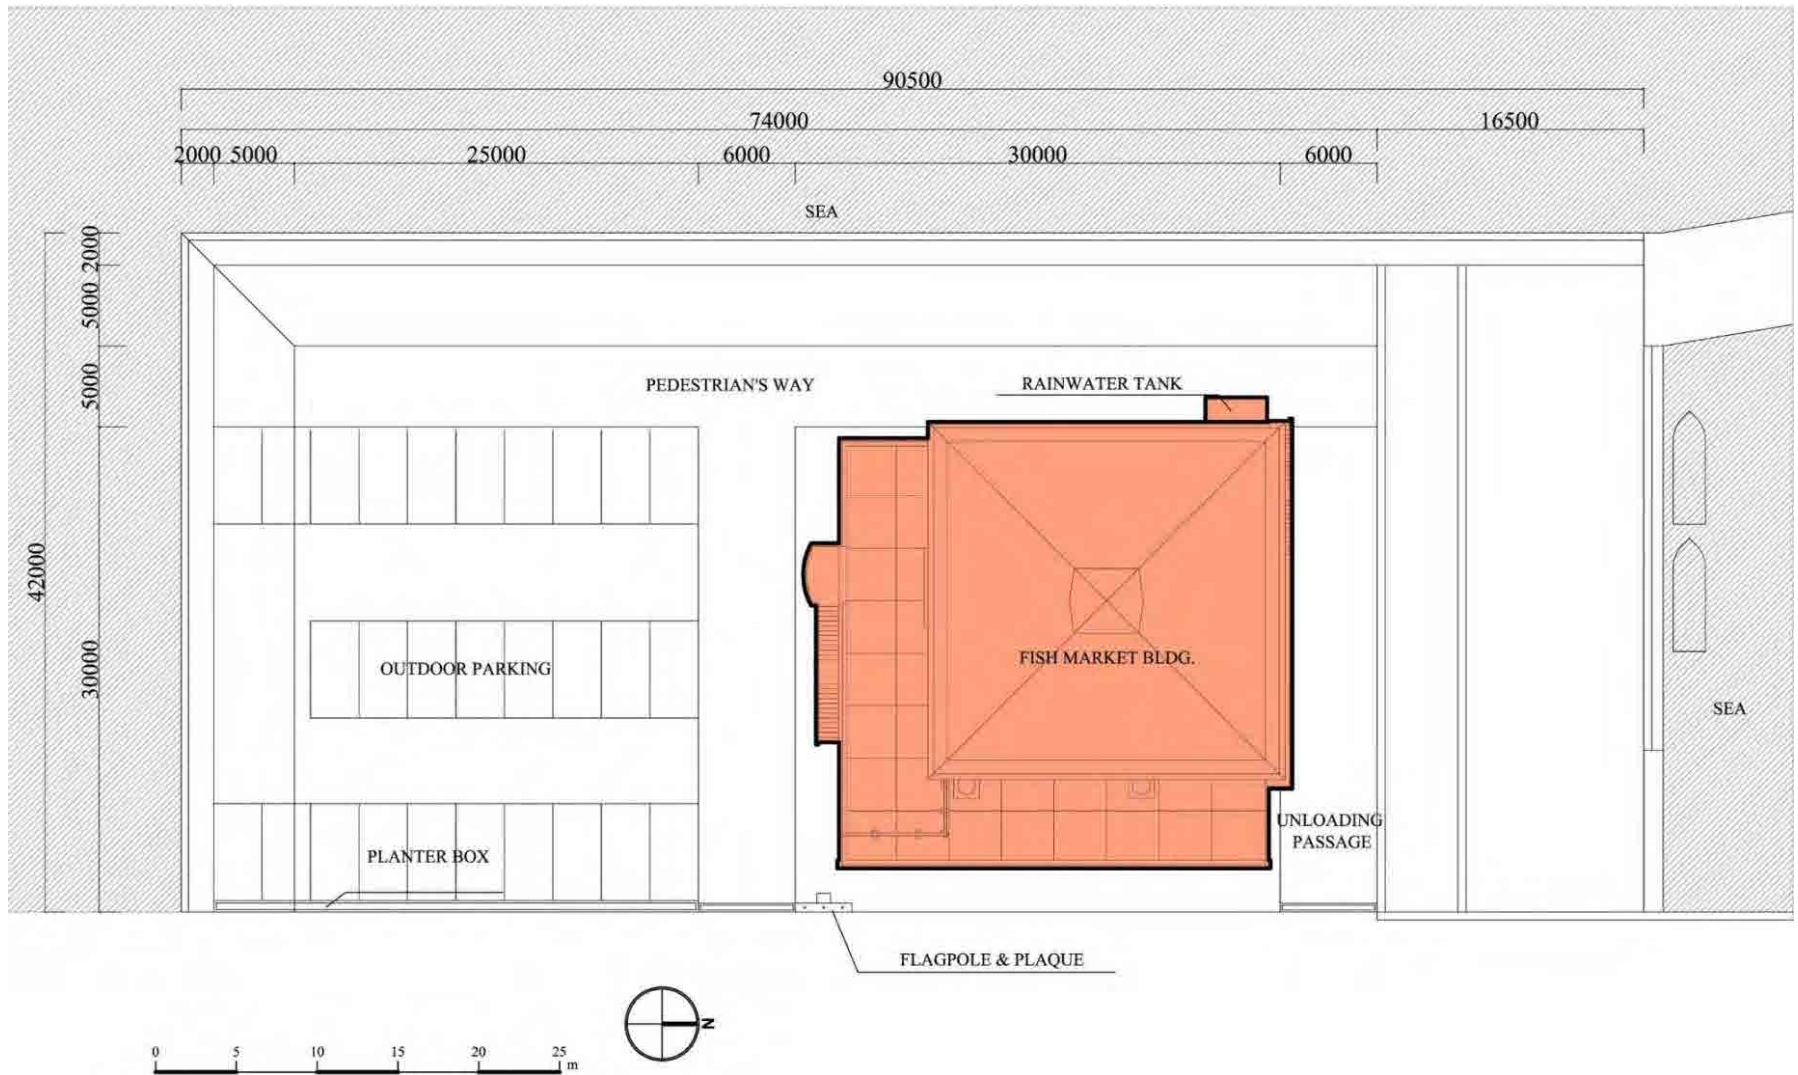 90500
74000
16500
2000
5000
25000
6000
30000
6000
SEA
2000
5000
5000
42000
30000
PEDESTRIAN'S WAY
RAINWATER TANK
OUTDOOR PARKING
FISH MARKET BLDG.
SEA
UNLOADING
PASSAGE
PLANTER BOX
FLAGPOLE & PLAQUE
N
0 5 10 15 20 25
m